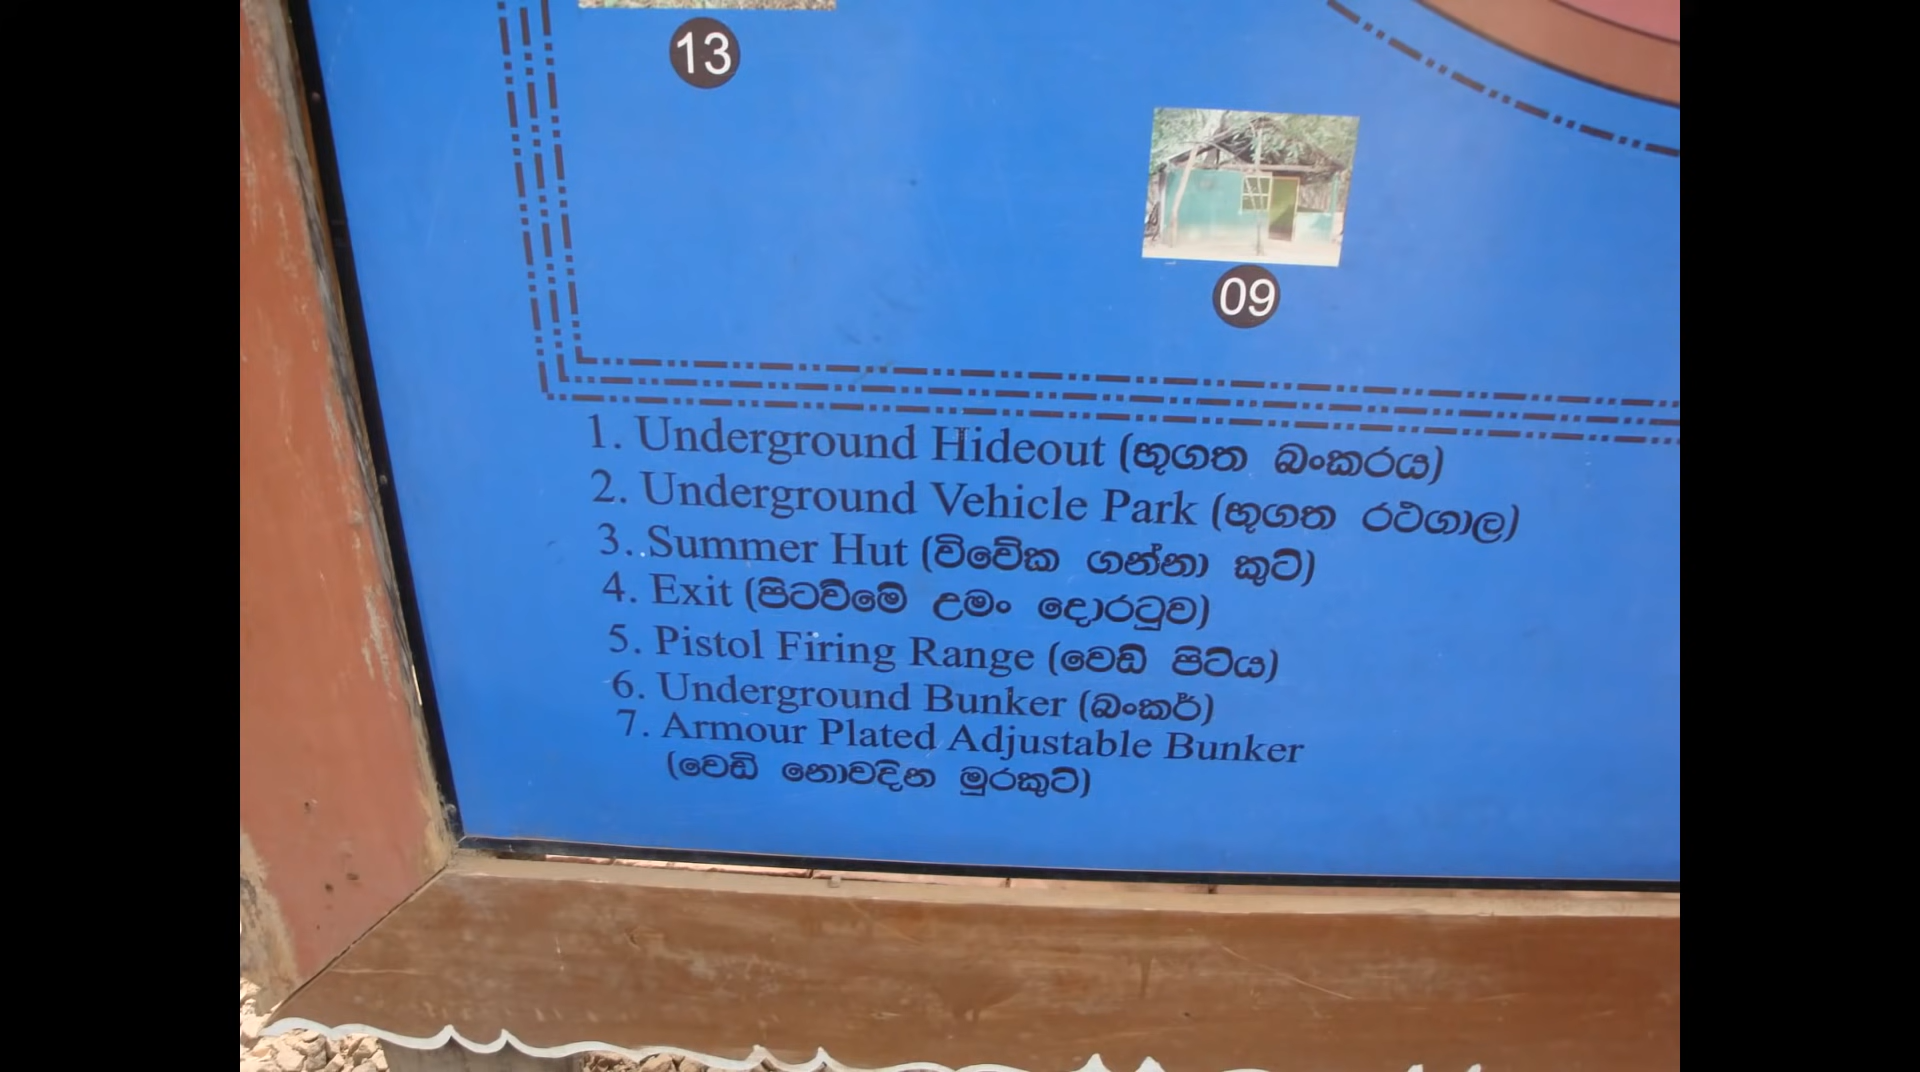 13
09
1. Underground Hideout (භූගත බංකරය)
2. Underground Vehicle Park (භූගත රථගාල)
3. Summer Hut (විවේක ගන්නා කුටි)
4. Exit (පිටවීමේ උමං දොරටුව)
5. Pistol Firing Range (වෙඩි පිටිය)
6. Underground Bunker (බංකර්)
7. Armour Plated Adjustable Bunker
(වෙඩි නොවදින මුරකුටි)